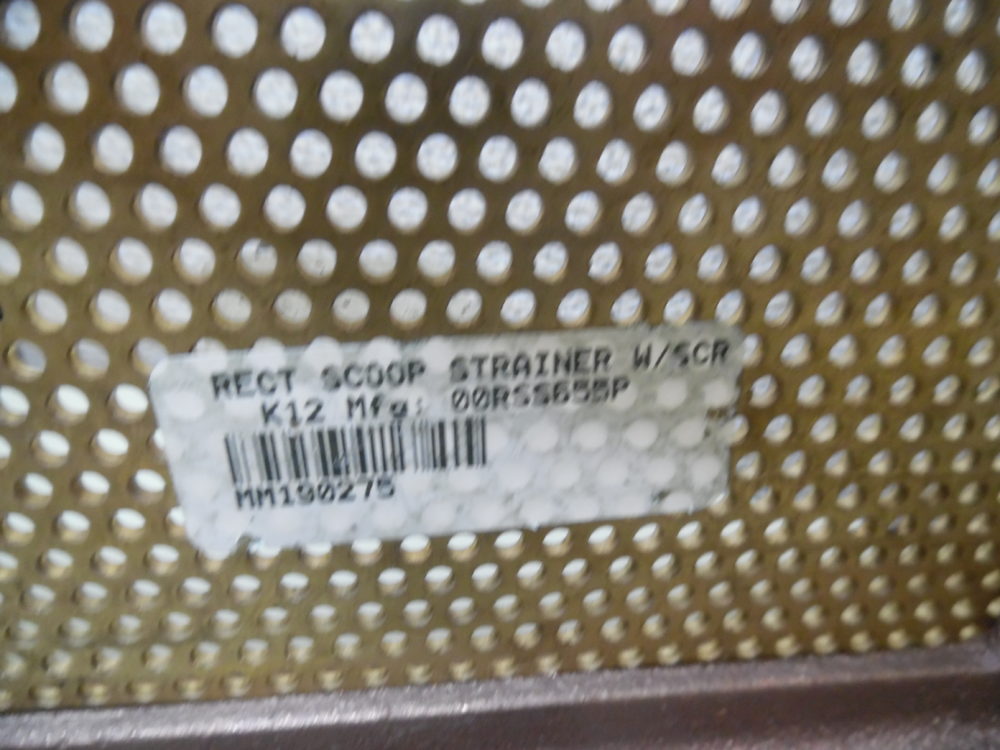 RECT SCOOP STRAINER W/SCR
K12 Mfg: 00RSS655P
MM190275